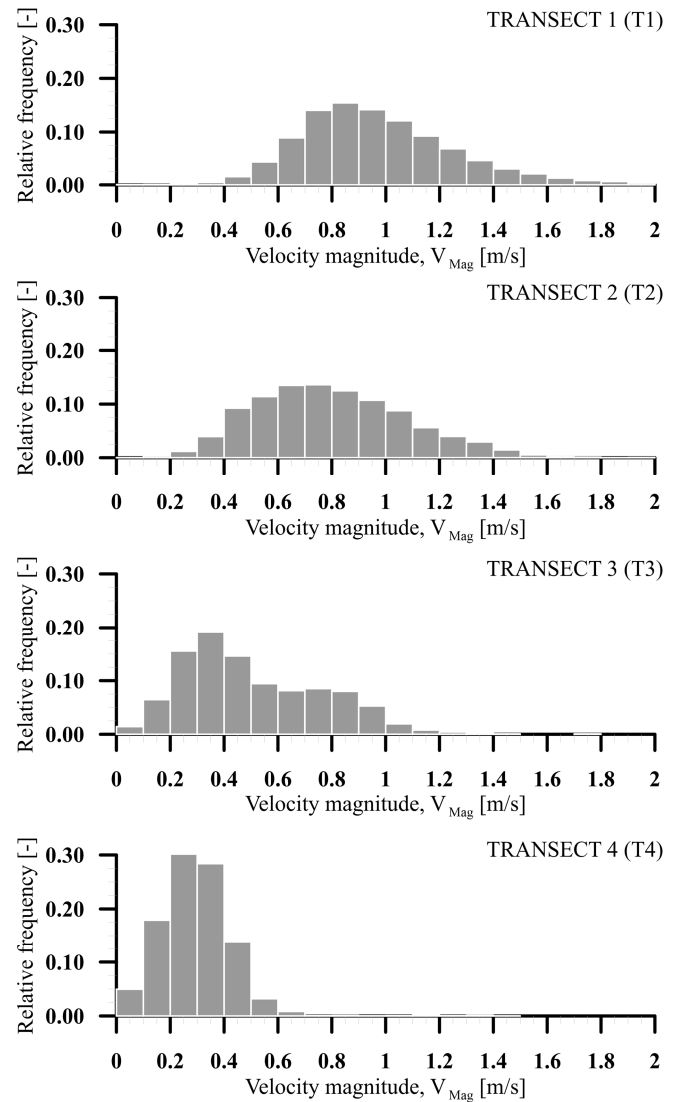 TRANSECT 1 (T1)
Relative frequency [-]
0.30
0.20
0.10
0.00
0 0.2 0.4 0.6 0.8 1 1.2 1.4 1.6 1.8 2
Velocity magnitude, V Mag [m/s]
TRANSECT 2 (T2)
Relative frequency [-]
0.30
0.20
0.10
0.00
0 0.2 0.4 0.6 0.8 1 1.2 1.4 1.6 1.8 2
Velocity magnitude, V Mag [m/s]
TRANSECT 3 (T3)
Relative frequency [-]
0.30
0.20
0.10
0.00
0 0.2 0.4 0.6 0.8 1 1.2 1.4 1.6 1.8 2
Velocity magnitude, V Mag [m/s]
TRANSECT 4 (T4)
Relative frequency [-]
0.30
0.20
0.10
0.00
0 0.2 0.4 0.6 0.8 1 1.2 1.4 1.6 1.8 2
Velocity magnitude, V Mag [m/s]